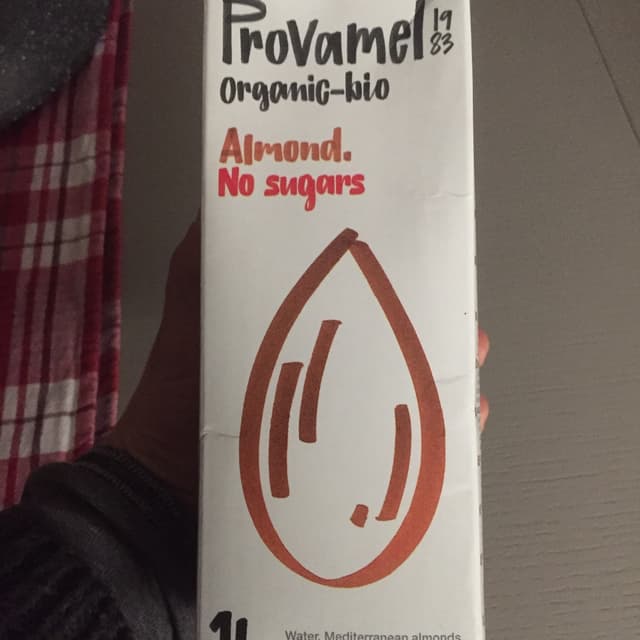 Provamel 19 83
organic-bio
Almond.
No sugars
1L
Water, Mediterranean almonds